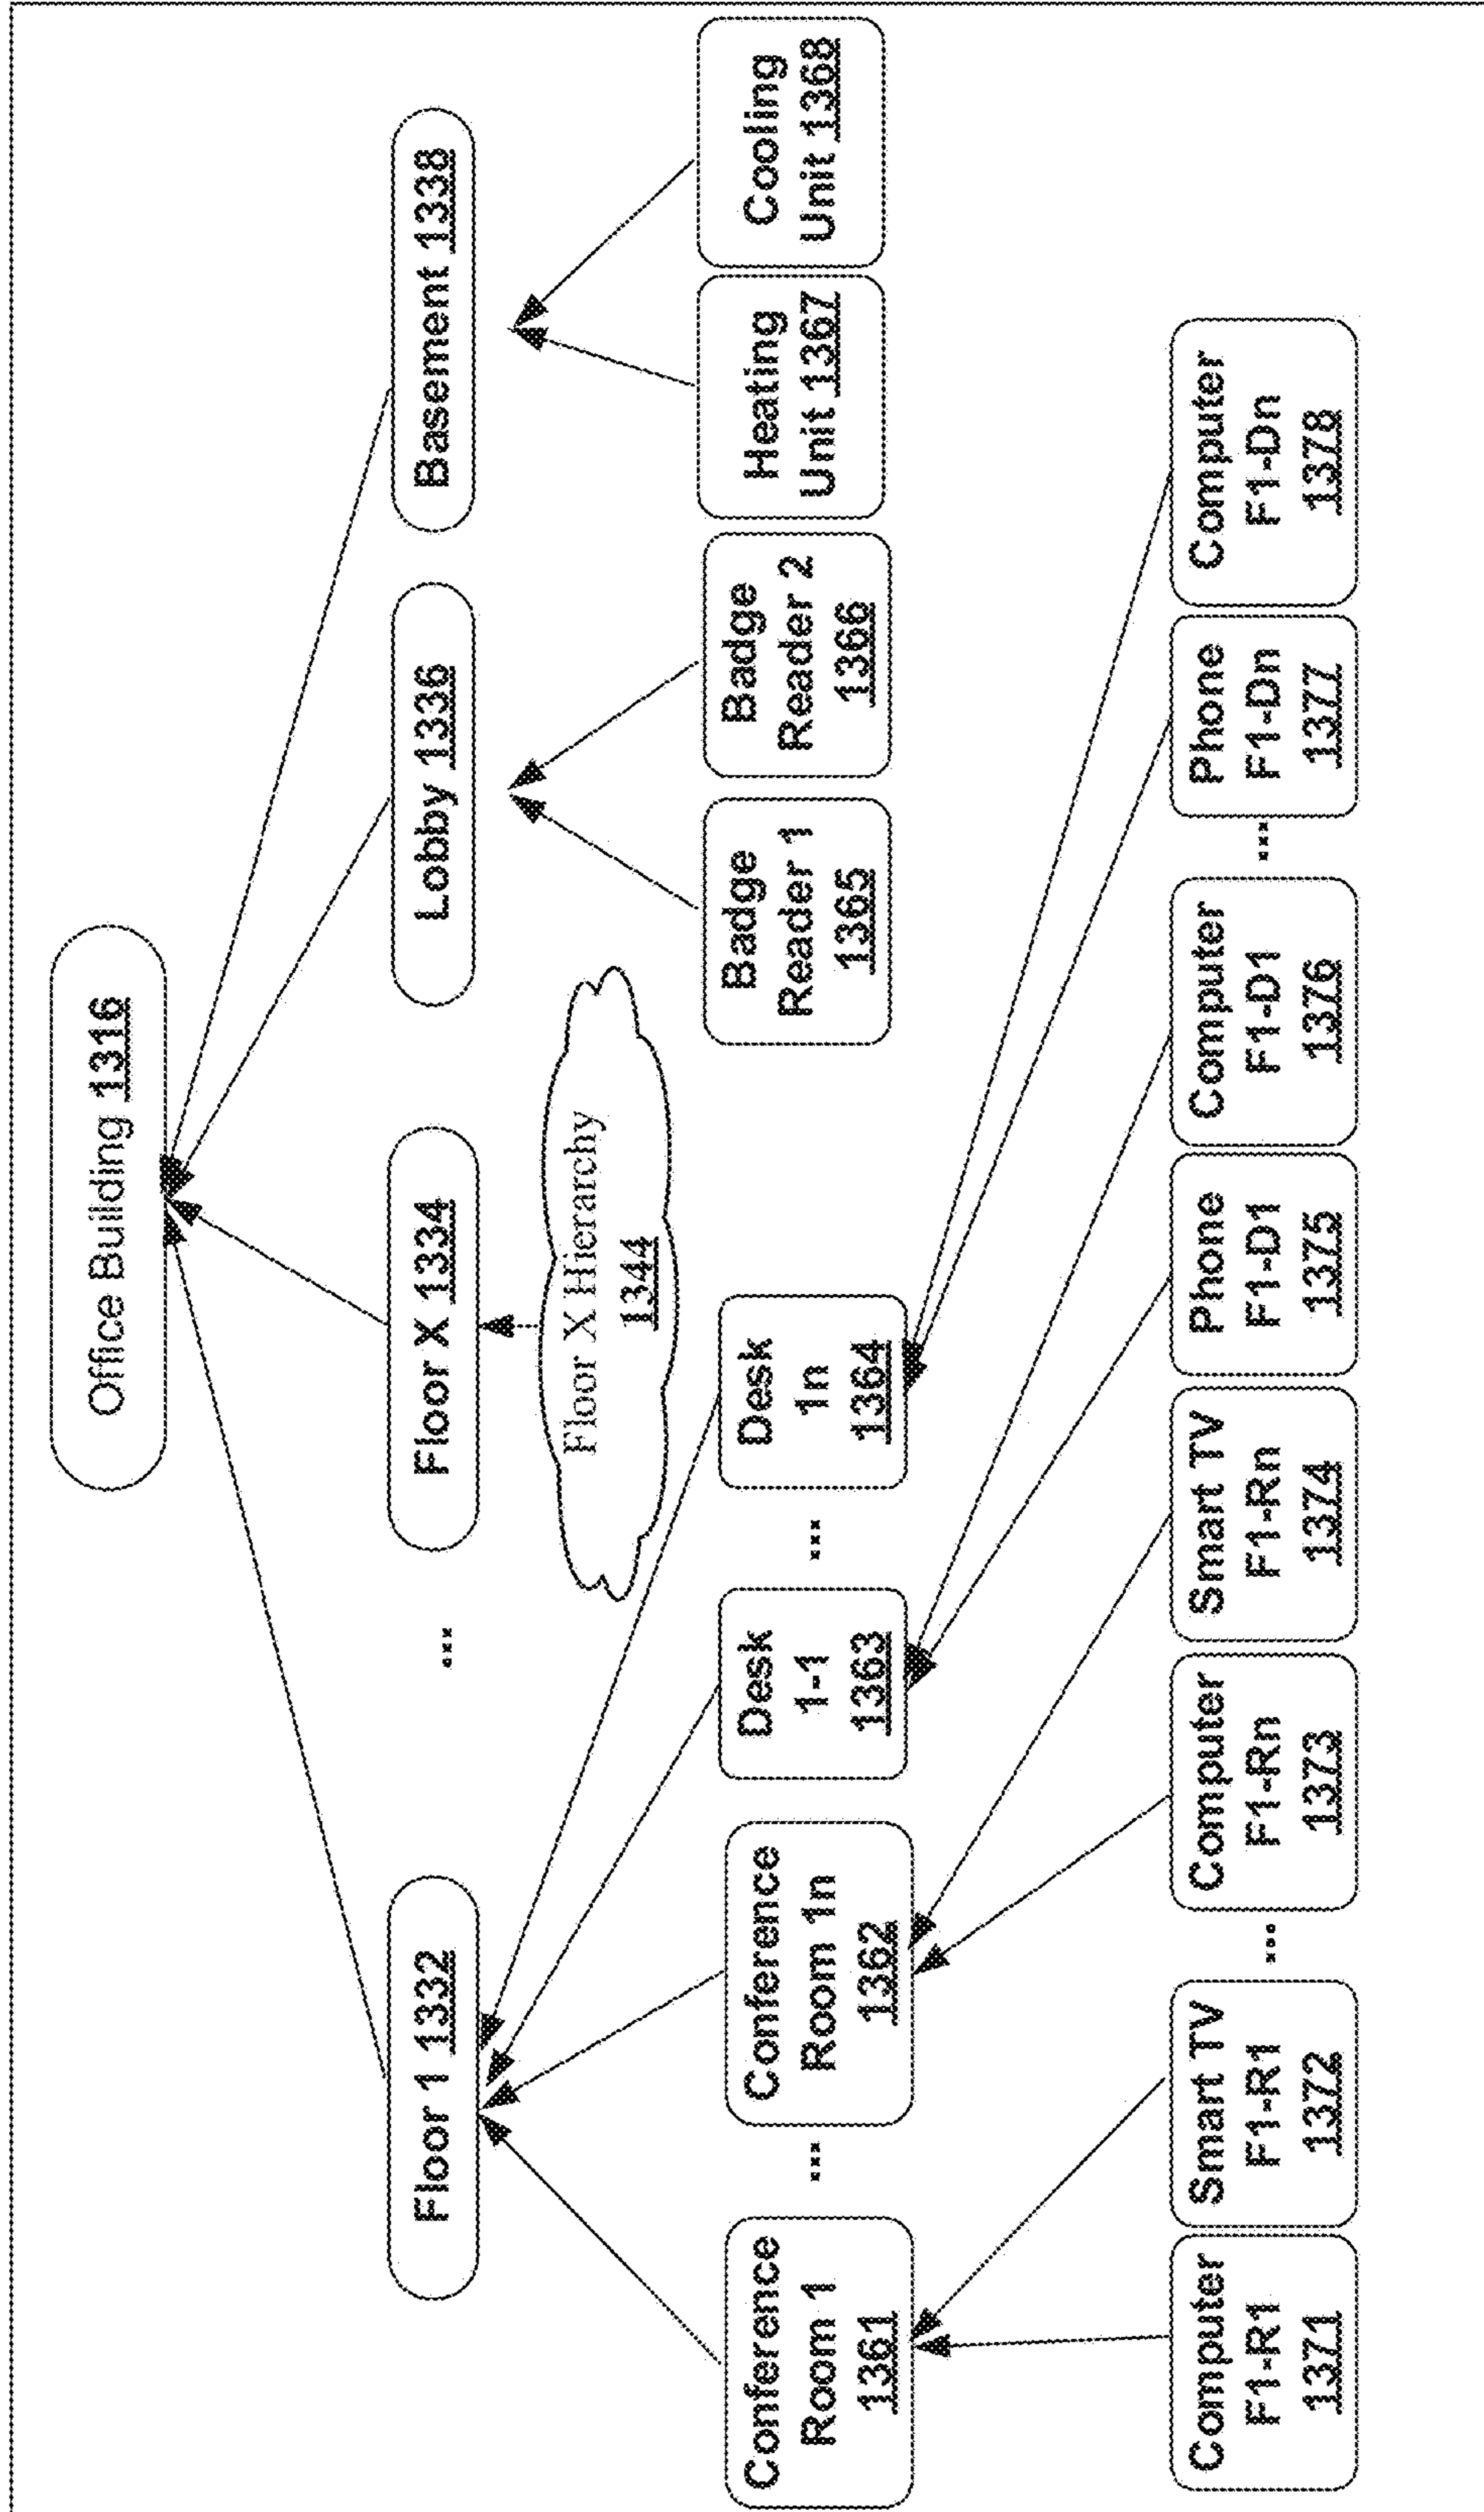 Office Building 1316
Floor 1 1332
...
Floor X 1334
Lobby 1336
Basement 1338
Floor X Hierarchy
1344
Conference
Room 1
1361
...
Conference
Room 1n
1362
Desk
1-1
1363
...
Desk
1n
1364
Badge
Reader 1
1365
Badge
Reader 2
1366
Heating
Unit 1367
Cooling
Unit 1368
Computer
F1-R1
1371
Smart TV
F1-R1
1372
...
Computer
F1-Rn
1373
Smart TV
F1-Rn
1374
Phone
F1-D1
1375
Computer
F1-D1
1376
...
Phone
F1-Dn
1377
Computer
F1-Dn
1378